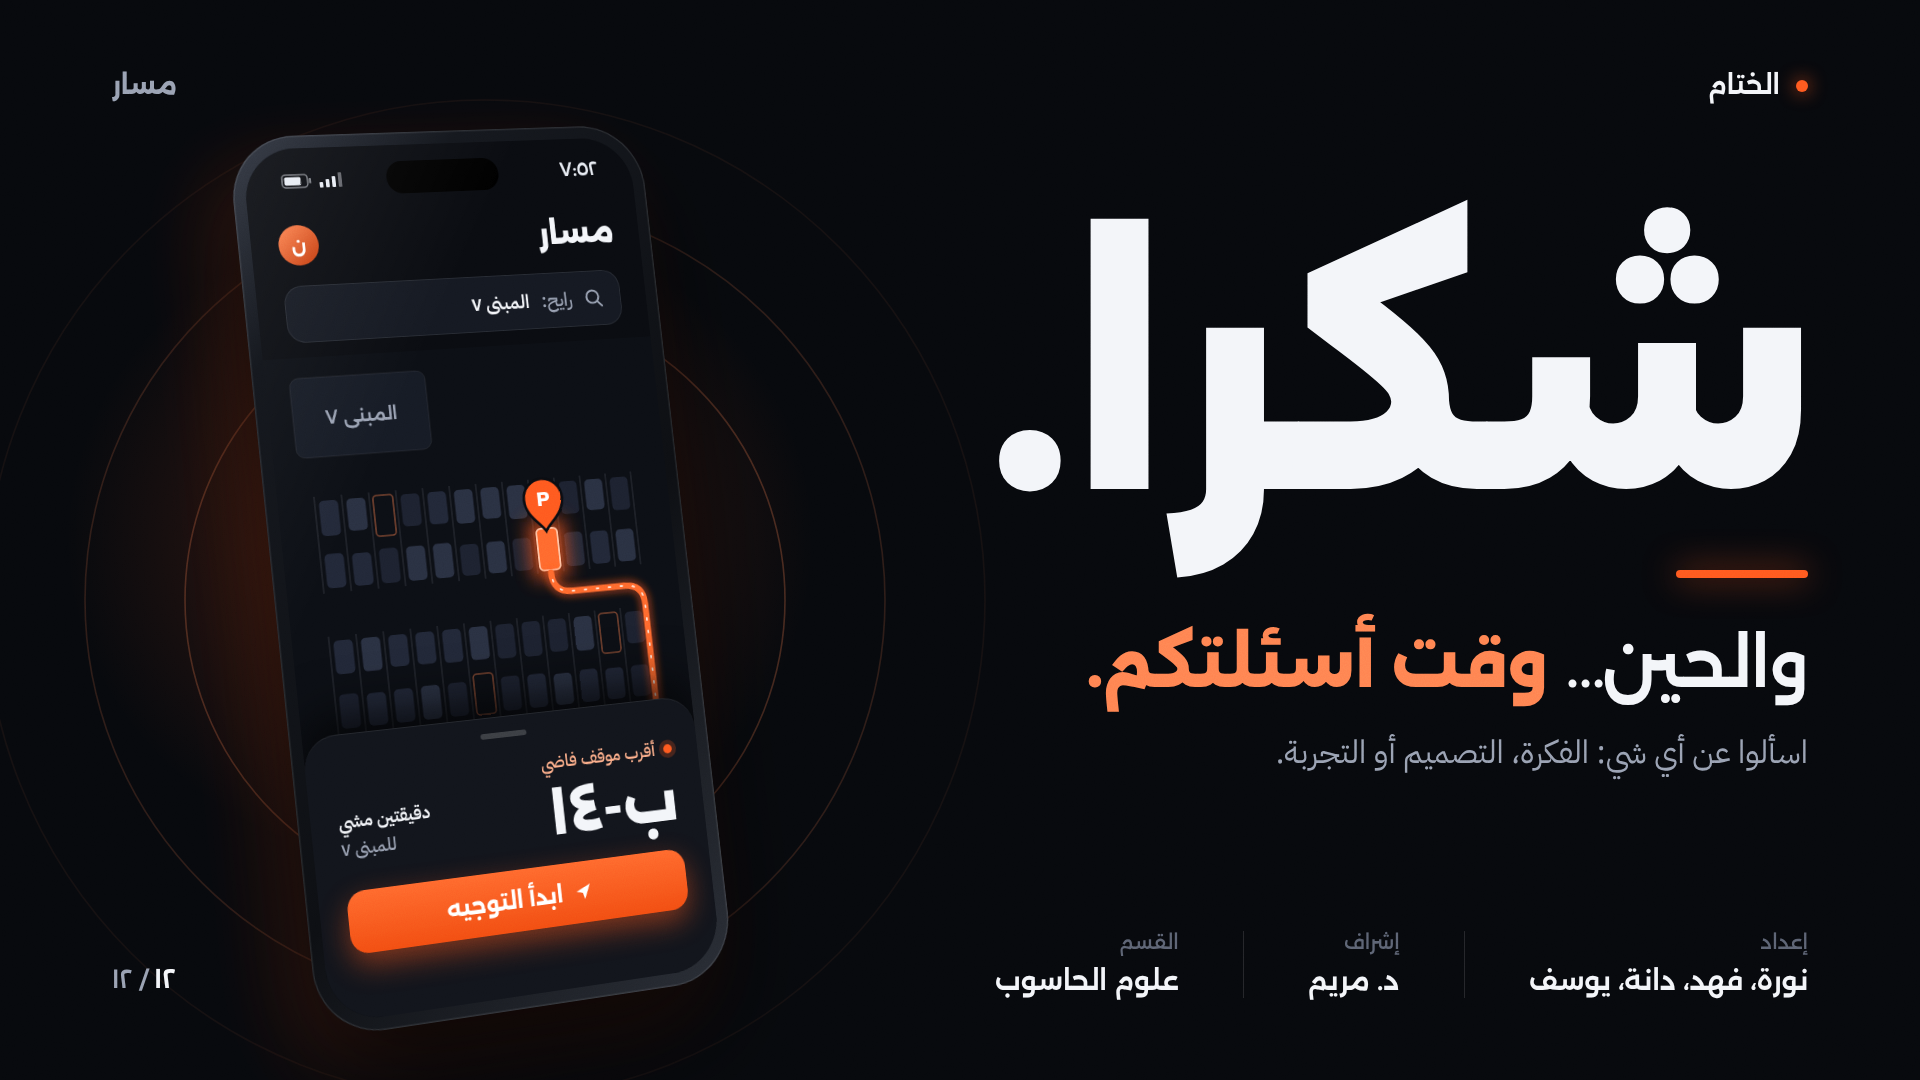 الختام
مسار
شكرا.
والحين... وقت أسئلتكم.
اسألوا عن أي شي: الفكرة، التصميم أو التجربة.
إعداد
نورة، فهد، دانة، يوسف
إشراف
د. مريم
القسم
علوم الحاسوب
٧:٥٢
مسار
ن
رايح: المبنى ٧
المبنى ٧
P
أقرب موقف فاضي
ب-١٤
دقيقتين مشي
للمبنى ٧
ابدأ التوجيه
١٢ / ١٢